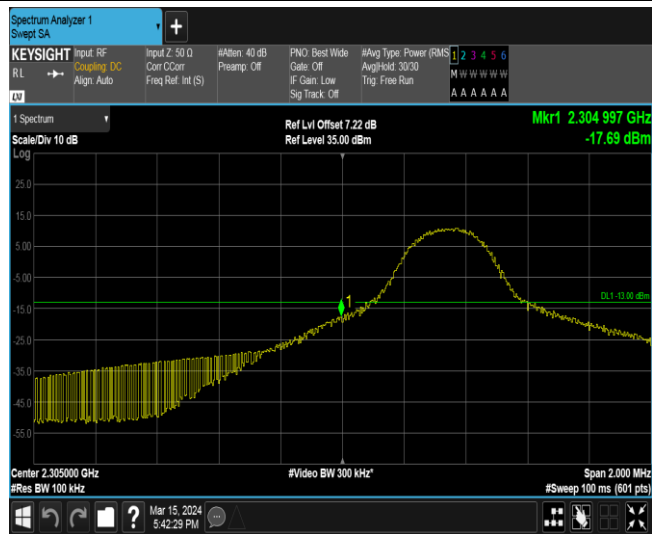 Spectrum Analyzer 1
Swept SA
+
KEYSIGHT
RL
LXI
Input: RF
Coupling: DC
Align: Auto
Input Z: 50 Ω
Corr CCorr
Freq Ref: Int (S)
#Atten: 40 dB
Preamp: Off
PNO: Best Wide
Gate: Off
IF Gain: Low
Sig Track: Off
#Avg Type: Power (RMS
Avg|Hold: 30/30
Trig: Free Run
1 2 3 4 5 6
M W W W W W
A A A A A A
1 Spectrum
Scale/Div 10 dB
Log
Ref Lvl Offset 7.22 dB
Ref Level 35.00 dBm
Mkr1 2.304 997 GHz
-17.69 dBm
25.0
15.0
5.00
-5.00
-15.0
-25.0
-35.0
-45.0
-55.0
1
DL1 -13.00 dBm
Center 2.305000 GHz
#Video BW 300 kHz*
Span 2.000 MHz
#Res BW 100 kHz
#Sweep 100 ms (601 pts)
?
Mar 15, 2024
5:42:29 PM